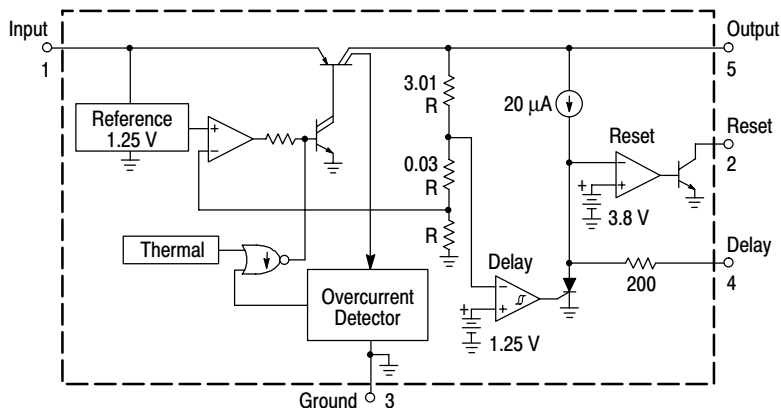 Input
1
Output
5
3.01
R
20 μA
Reference
1.25 V
+
−
Reset
Reset
2
−
+
+
3.8 V
0.03
R
R
Thermal
Delay
Delay
4
200
−
+
+
1.25 V
Overcurrent
Detector
Ground
3